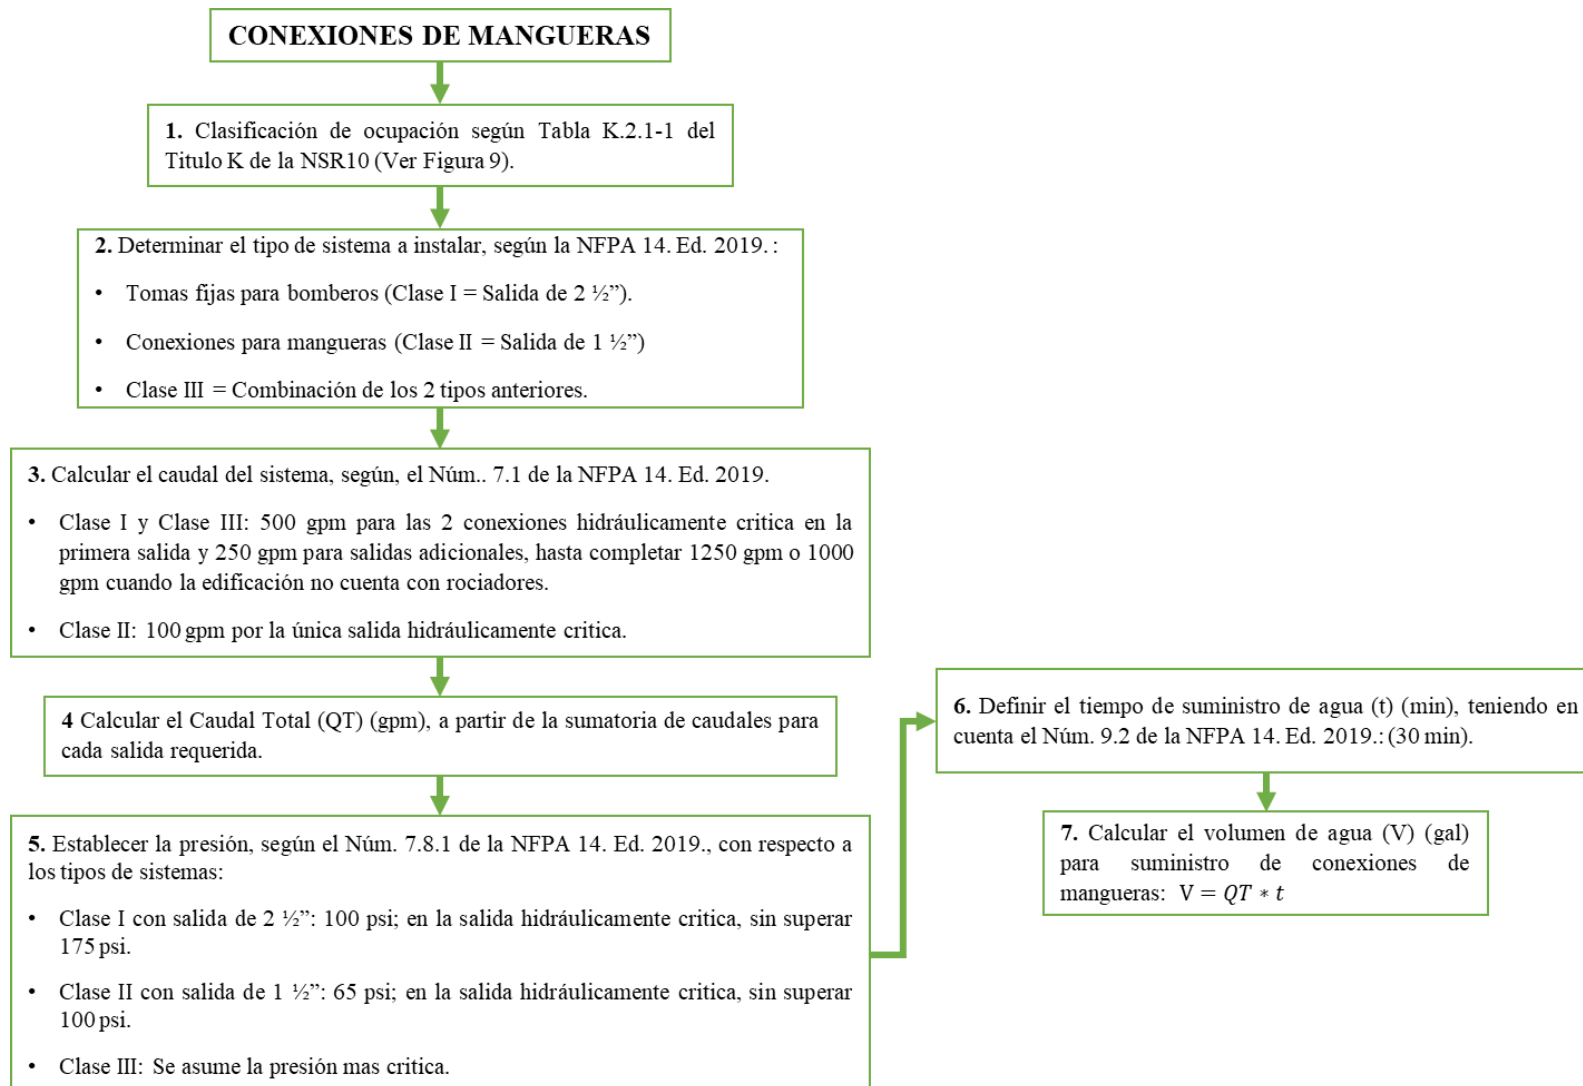 CONEXIONES DE MANGUERAS
1. Clasificación de ocupación según Tabla K.2.1-1 del
Titulo K de la NSR10 (Ver Figura 9).
2. Determinar el tipo de sistema a instalar, según la NFPA 14. Ed. 2019. :
• Tomas fijas para bomberos (Clase I = Salida de 2 ½”).
• Conexiones para mangueras (Clase II = Salida de 1 ½”)
• Clase III = Combinación de los 2 tipos anteriores.
3. Calcular el caudal del sistema, según, el Núm.. 7.1 de la NFPA 14. Ed. 2019.
• Clase I y Clase III: 500 gpm para las 2 conexiones hidráulicamente critica en la
primera salida y 250 gpm para salidas adicionales, hasta completar 1250 gpm o 1000
gpm cuando la edificación no cuenta con rociadores.
• Clase II: 100 gpm por la única salida hidráulicamente critica.
4 Calcular el Caudal Total (QT) (gpm), a partir de la sumatoria de caudales para
cada salida requerida.
5. Establecer la presión, según el Núm. 7.8.1 de la NFPA 14. Ed. 2019., con respecto a
los tipos de sistemas:
• Clase I con salida de 2 ½”: 100 psi; en la salida hidráulicamente critica, sin superar
175 psi.
• Clase II con salida de 1 ½”: 65 psi; en la salida hidráulicamente critica, sin superar
100 psi.
• Clase III: Se asume la presión mas critica.
6. Definir el tiempo de suministro de agua (t) (min), teniendo en
cuenta el Núm. 9.2 de la NFPA 14. Ed. 2019.: (30 min).
7. Calcular el volumen de agua (V) (gal)
para suministro de conexiones de
mangueras: V = QT * t